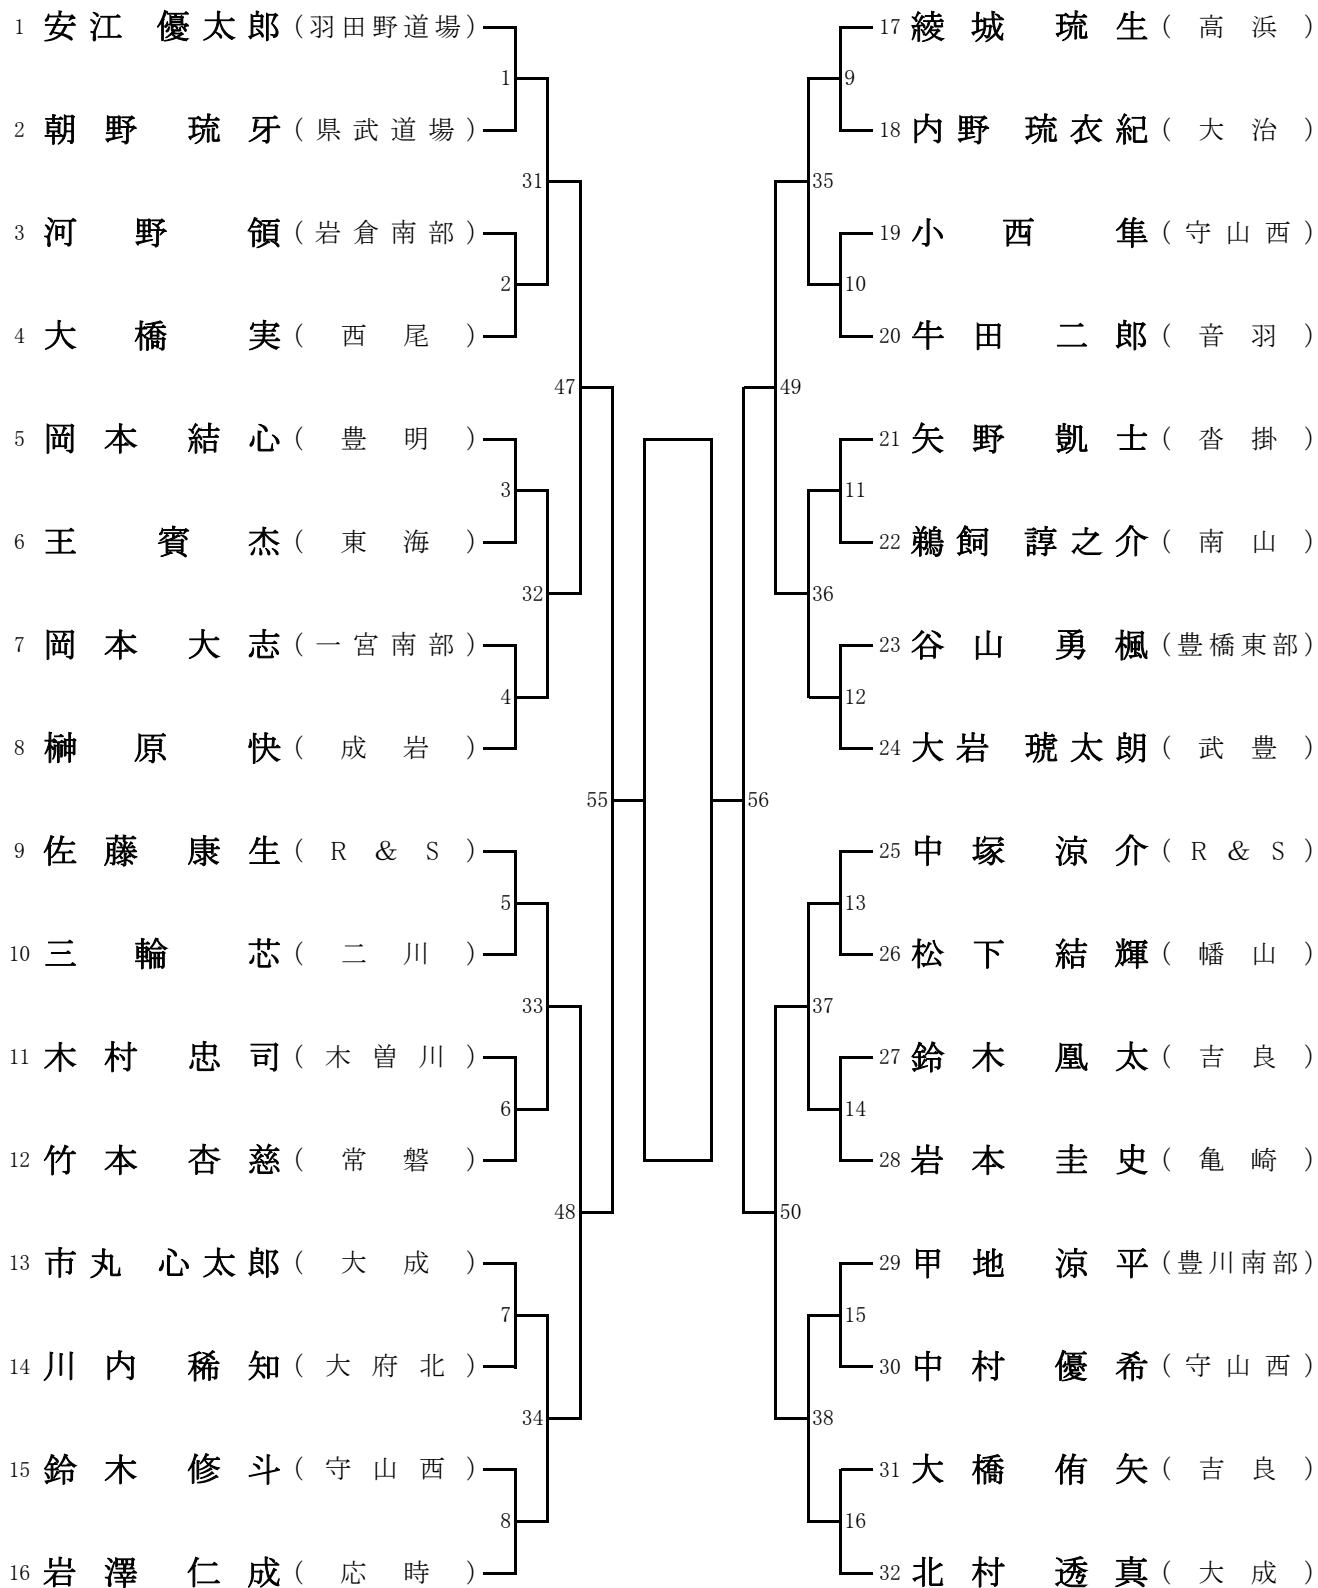 1 安江 優太郎 (羽田野道場)
1
2 朝野 琉牙 (県武道場)
31
3 河野 領 (岩倉南部)
2
4 大橋 実 (西尾)
47
5 岡本 結心 (豊明)
3
6 王 賓杰 (東海)
32
7 岡本 大志 (一宮南部)
4
8 榊原 快 (成岩)
55
9 佐藤 康生 (R&S)
5
10 三輪 芯 (二川)
33
11 木村 忠司 (木曽川)
6
12 竹本 杏慈 (常磐)
48
13 市丸 心太郎 (大成)
7
14 川内 稀知 (大府北)
34
15 鈴木 修斗 (守山西)
8
16 岩澤 仁成 (応時)
17 綾城 琉生 (高浜)
9
18 内野 琉衣紀 (大治)
35
19 小西 隼 (守山西)
10
20 牛田 二郎 (音羽)
49
21 矢野 凱士 (沓掛)
11
22 鵜飼 諄之介 (南山)
36
23 谷山 勇楓 (豊橋東部)
12
24 大岩 琥太朗 (武豊)
56
25 中塚 涼介 (R&S)
13
26 松下 結輝 (幡山)
37
27 鈴木 凰太 (吉良)
14
28 岩本 圭史 (亀崎)
50
29 甲地 涼平 (豊川南部)
15
30 中村 優希 (守山西)
38
31 大橋 侑矢 (吉良)
16
32 北村 透真 (大成)